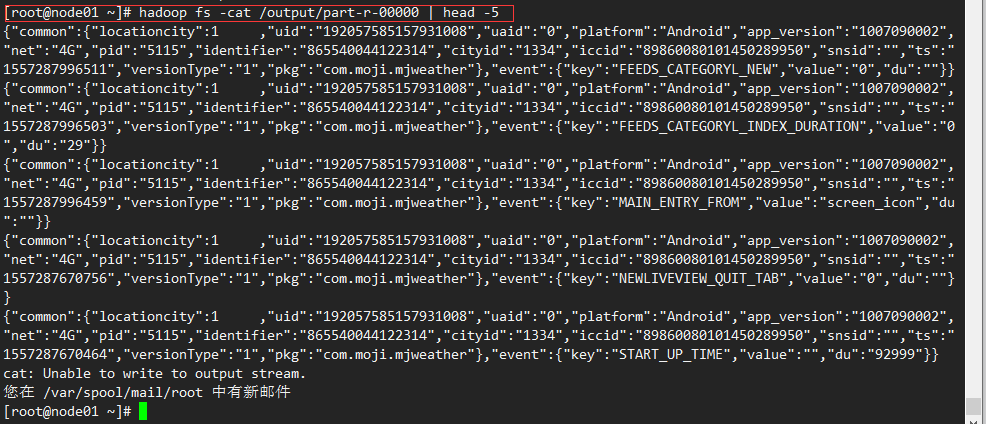 [root@node01 ~]# hadoop fs -cat /output/part-r-00000 | head -5
{"common":{"locationcity":1     ,"uid":"192057585157931008","uaid":"0","platform":"Android","app_version":"1007090002",
"net":"4G","pid":"5115","identifier":"865540044122314","cityid":"1334","iccid":"89860080101450289950","snsid":"","ts":"
1557287996511","versionType":"1","pkg":"com.moji.mjweather"},"event":{"key":"FEEDS_CATEGORYL_NEW","value":"0","du":""}}
{"common":{"locationcity":1     ,"uid":"192057585157931008","uaid":"0","platform":"Android","app_version":"1007090002",
"net":"4G","pid":"5115","identifier":"865540044122314","cityid":"1334","iccid":"89860080101450289950","snsid":"","ts":"
1557287996503","versionType":"1","pkg":"com.moji.mjweather"},"event":{"key":"FEEDS_CATEGORYL_INDEX_DURATION","value":"0
","du":"29"}}
{"common":{"locationcity":1     ,"uid":"192057585157931008","uaid":"0","platform":"Android","app_version":"1007090002",
"net":"4G","pid":"5115","identifier":"865540044122314","cityid":"1334","iccid":"89860080101450289950","snsid":"","ts":"
1557287996459","versionType":"1","pkg":"com.moji.mjweather"},"event":{"key":"MAIN_ENTRY_FROM","value":"screen_icon","du
":""}}
{"common":{"locationcity":1     ,"uid":"192057585157931008","uaid":"0","platform":"Android","app_version":"1007090002",
"net":"4G","pid":"5115","identifier":"865540044122314","cityid":"1334","iccid":"89860080101450289950","snsid":"","ts":"
1557287670756","versionType":"1","pkg":"com.moji.mjweather"},"event":{"key":"NEWLIVEVIEW_QUIT_TAB","value":"0","du":""}
}
{"common":{"locationcity":1     ,"uid":"192057585157931008","uaid":"0","platform":"Android","app_version":"1007090002",
"net":"4G","pid":"5115","identifier":"865540044122314","cityid":"1334","iccid":"89860080101450289950","snsid":"","ts":"
1557287670464","versionType":"1","pkg":"com.moji.mjweather"},"event":{"key":"START_UP_TIME","value":"","du":"92999"}}
cat: Unable to write to output stream.
您在 /var/spool/mail/root 中有新邮件
[root@node01 ~]#